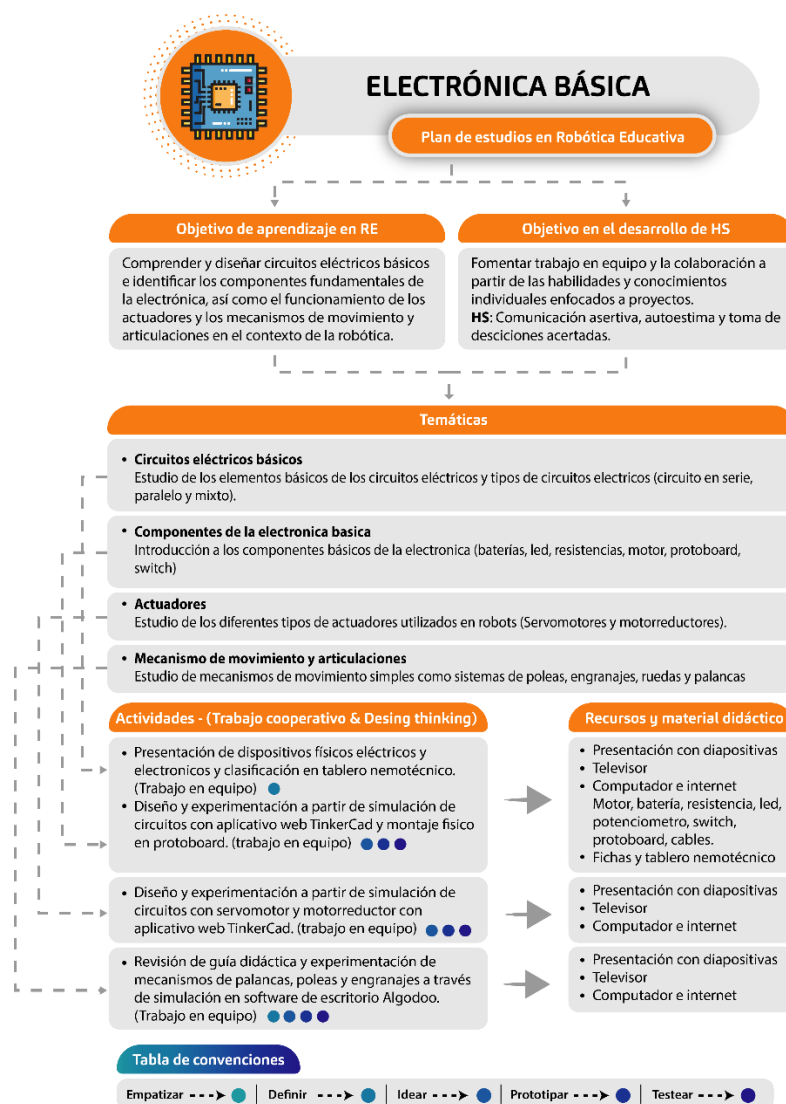 ELECTRÓNICA BÁSICA
Plan de estudios en Robótica Educativa
Objetivo de aprendizaje en RE
Comprender y diseñar circuitos eléctricos básicos
e identificar los componentes fundamentales de
la electrónica, así como el funcionamiento de los
actuadores y los mecanismos de movimiento y
articulaciones en el contexto de la robótica.
Objetivo en el desarrollo de HS
Fomentar trabajo en equipo y la colaboración a
partir de las habilidades y conocimientos
individuales enfocados a proyectos.
HS: Comunicación asertiva, autoestima y toma de
desciciones acertadas.
Temáticas
• Circuitos eléctricos básicos
Estudio de los elementos básicos de los circuitos eléctricos y tipos de circuitos electricos (circuito en serie,
paralelo y mixto).
• Componentes de la electronica basica
Introducción a los componentes básicos de la electronica (baterías, led, resistencias, motor, protoboard,
switch)
• Actuadores
Estudio de los diferentes tipos de actuadores utilizados en robots (Servomotores y motorreductores).
• Mecanismo de movimiento y articulaciones
Estudio de mecanismos de movimiento simples como sistemas de poleas, engranajes, ruedas y palancas
Actividades - (Trabajo cooperativo & Desing thinking)
• Presentación de dispositivos físicos eléctricos y
electronicos y clasificación en tablero nemotécnico.
(Trabajo en equipo)
• Diseño y experimentación a partir de simulación de
circuitos con aplicativo web TinkerCad y montaje fisico
en protoboard. (trabajo en equipo)
• Diseño y experimentación a partir de simulación de
circuitos con servomotor y motorreductor con
aplicativo web TinkerCad. (trabajo en equipo)
• Revisión de guía didáctica y experimentación de
mecanismos de palancas, poleas y engranajes a través
de simulación en software de escritorio Algodoo.
(Trabajo en equipo)
Recursos y material didáctico
• Presentación con diapositivas
• Televisor
• Computador e internet
Motor, batería, resistencia, led,
potenciometro, switch,
protoboard, cables.
• Fichas y tablero nemotécnico
• Presentación con diapositivas
• Televisor
• Computador e internet
• Presentación con diapositivas
• Televisor
• Computador e internet
Tabla de convenciones
Empatizar
Definir
Idear
Prototipar
Testear